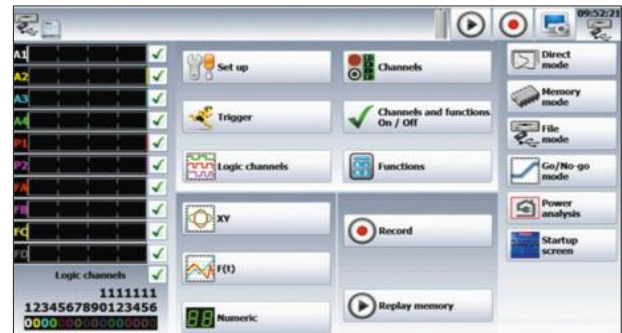 09:52:21
A1
A2
A3
A4
P1
P2
FA
FB
FC
FD
Logic channels
1111111
1234567890123456
0000000000000000
Set up
Trigger
Logic channels
Channels
Channels and functions
On / Off
Functions
XY
F(t)
Numeric
Record
Replay memory
Direct
mode
Memory
mode
File
mode
Go/No-go
mode
Power
analysis
Startup
screen